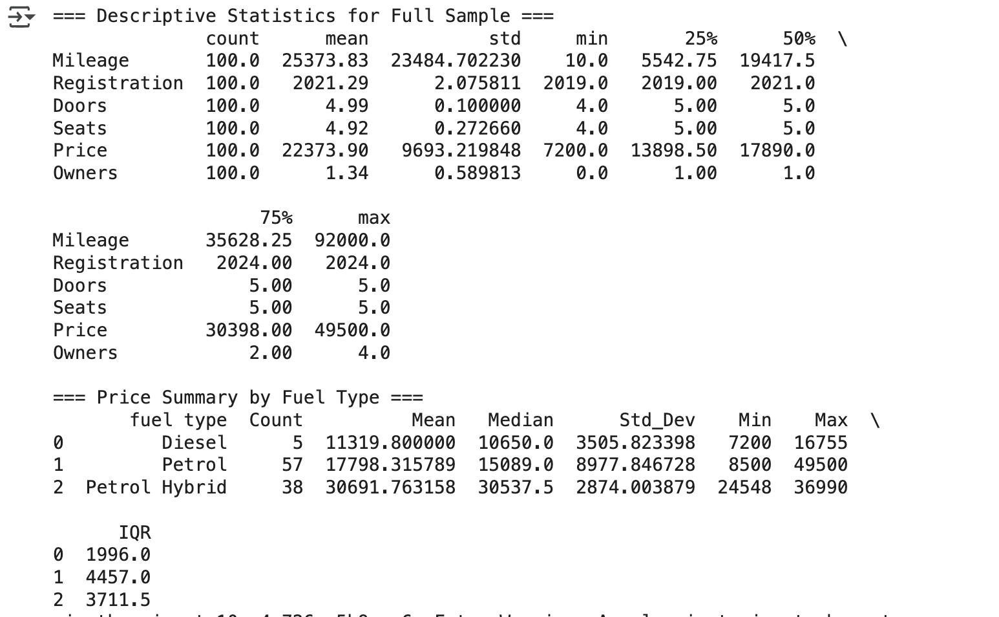 === Descriptive Statistics for Full Sample ===
count mean std min 25% 50% \
Mileage 100.0 25373.83 23484.702230 10.0 5542.75 19417.5
Registration 100.0 2021.29 2.075811 2019.0 2019.00 2021.0
Doors 100.0 4.99 0.100000 4.0 5.00 5.0
Seats 100.0 4.92 0.272660 4.0 5.00 5.0
Price 100.0 22373.90 9693.219848 7200.0 13898.50 17890.0
Owners 100.0 1.34 0.589813 0.0 1.00 1.0
75% max
Mileage 35628.25 92000.0
Registration 2024.00 2024.0
Doors 5.00 5.0
Seats 5.00 5.0
Price 30398.00 49500.0
Owners 2.00 4.0
=== Price Summary by Fuel Type ===
fuel type Count Mean Median Std_Dev Min Max \
0 Diesel 5 11319.800000 10650.0 3505.823398 7200 16755
1 Petrol 57 17798.315789 15089.0 8977.846728 8500 49500
2 Petrol Hybrid 38 30691.763158 30537.5 2874.003879 24548 36990
IQR
0 1996.0
1 4457.0
2 3711.5